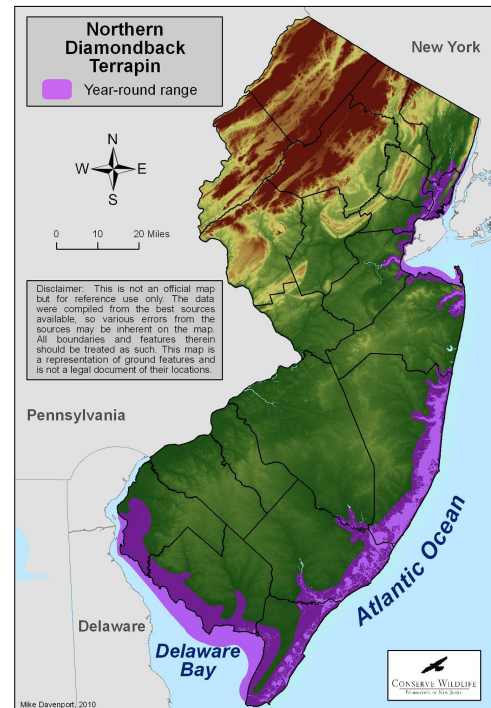 Northern
Diamondback
Terrapin
Year-round range
New York
N
W E
S
0 10 20 Miles
Disclaimer: This is not an official map
but for reference use only. The data
were compiled from the best sources
available, so various errors from the
sources may be inherent on the map.
All boundaries and features therein
should be treated as such. This map is
a representation of ground features and
is not a legal document of their locations.
Pennsylvania
Atlantic Ocean
Delaware
Delaware
Bay
CONSERVE WILDLIFE
FOUNDATION OF NEW JERSEY
Mike Davenport, 2010